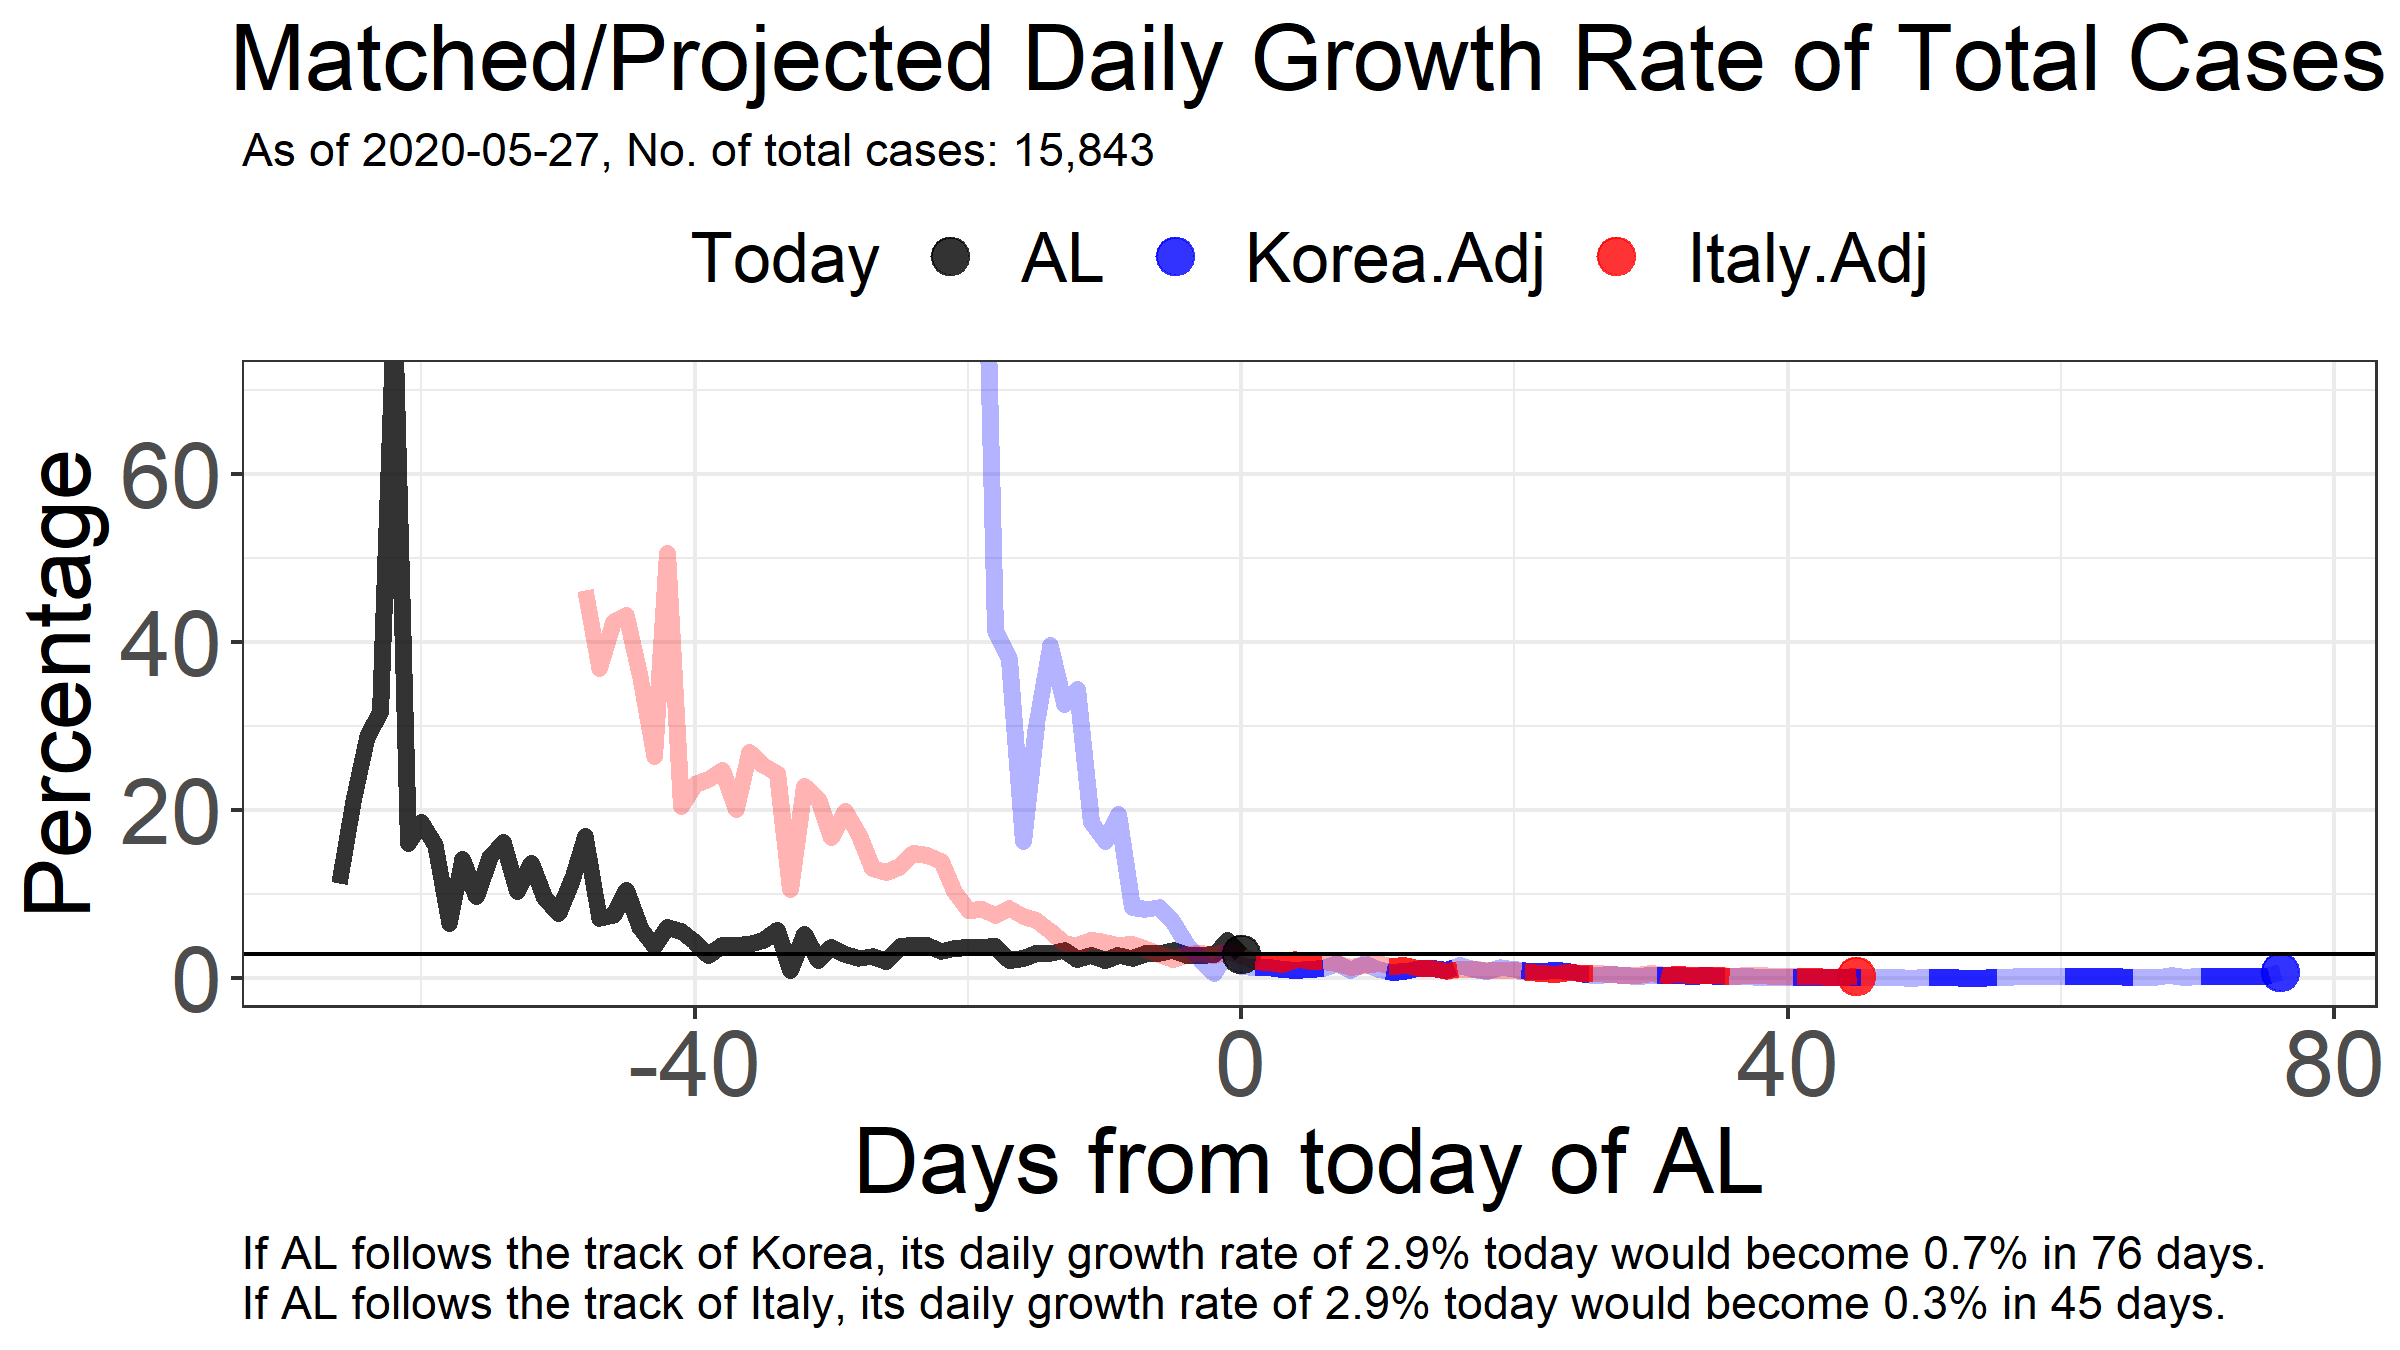 Matched/Projected Daily Growth Rate of Total Cases
As of 2020-05-27, No. of total cases: 15,843
Today AL Korea.Adj Italy.Adj
Percentage
60
40
20
0
-40 0 40 80
Days from today of AL
If AL follows the track of Korea, its daily growth rate of 2.9% today would become 0.7% in 76 days.
If AL follows the track of Italy, its daily growth rate of 2.9% today would become 0.3% in 45 days.